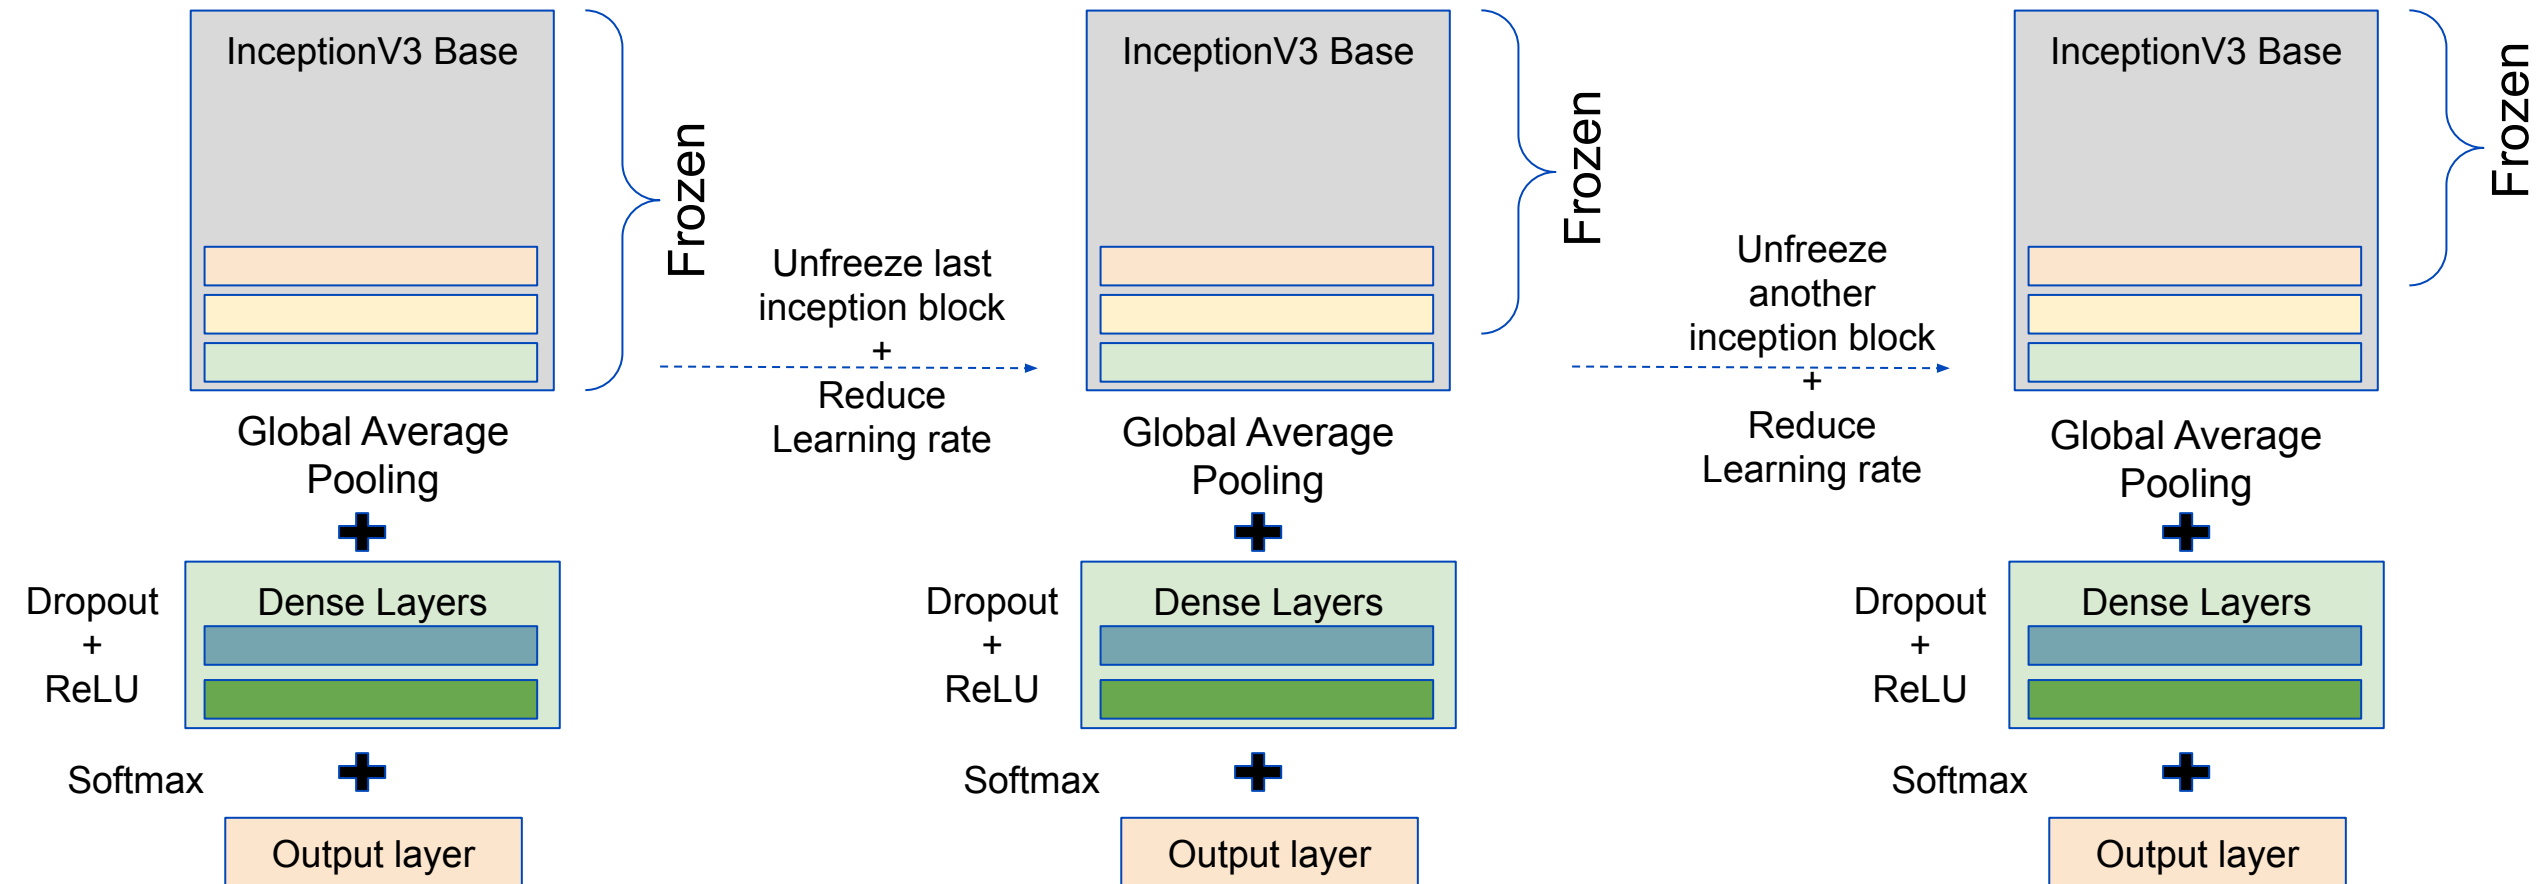 InceptionV3 Base
Frozen
Global Average
Pooling
Dropout
+
ReLU
Dense Layers
Softmax
Output layer
Unfreeze last
inception block
+
Reduce
Learning rate
InceptionV3 Base
Frozen
Global Average
Pooling
Dropout
+
ReLU
Dense Layers
Softmax
Output layer
Unfreeze
another
inception block
+
Reduce
Learning rate
InceptionV3 Base
Frozen
Global Average
Pooling
Dropout
+
ReLU
Dense Layers
Softmax
Output layer